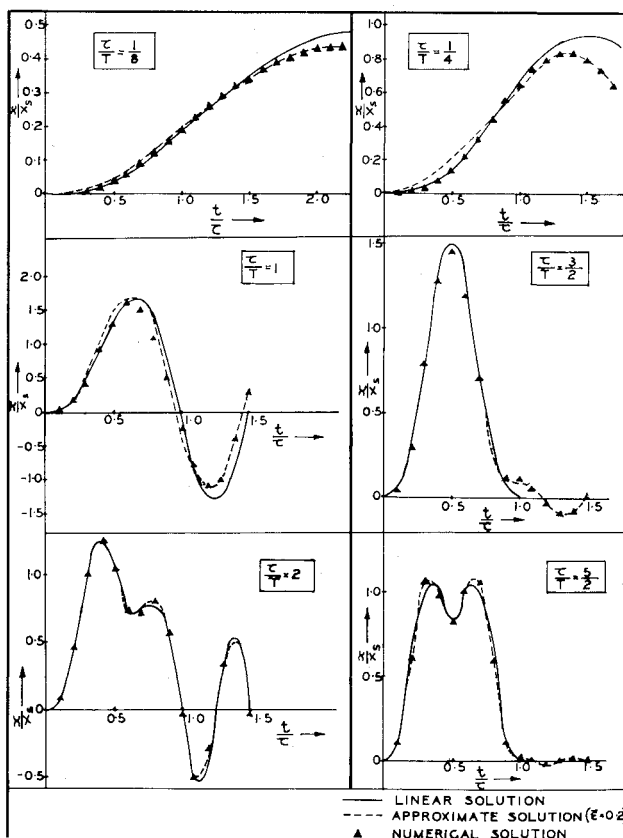 0.5
τ/T = 1/8
0.4
0.3
x/xs
0.2
0.1
0
0.5
1.0
1.5
2.0
t/τ
1.0
τ/T = 1/4
0.8
0.6
x/xs
0.4
0.2
0
0.5
1.0
1.5
t/τ
2.0
τ/T = 1
1.5
1.0
x/xs
0.5
0
0.5
1.0
1.5
t/τ
-0.5
-1.0
-1.5
1.5
τ/T = 3/2
1.0
x/xs
0.5
0
0.5
1.0
1.5
t/τ
1.0
τ/T = 2
0.5
0
0.5
1.0
1.5
x/xs
t/τ
-0.5
τ/T = 5/2
1.0
x/xs
0.5
0
0.5
1.0
1.5
t/τ
LINEAR SOLUTION
APPROXIMATE SOLUTION (ε̄=0.2)
NUMERICAL SOLUTION